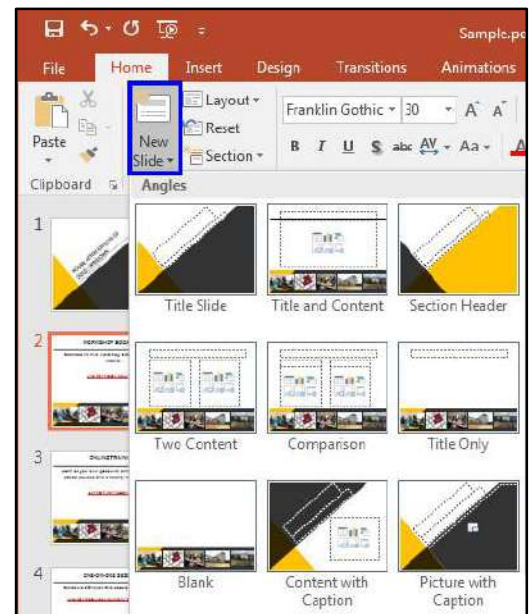 Sample.po
File Home Insert Design Transitions Animations
Paste
New
Slide
Layout
Reset
Section
Franklin Gothic 30 A A
B I U S abc AV Aa A
Clipboard
Angles
1
Title Slide
Title and Content
Section Header
2
Two Content
Comparison
Title Only
3
Blank
Content with
Caption
Picture with
Caption
4